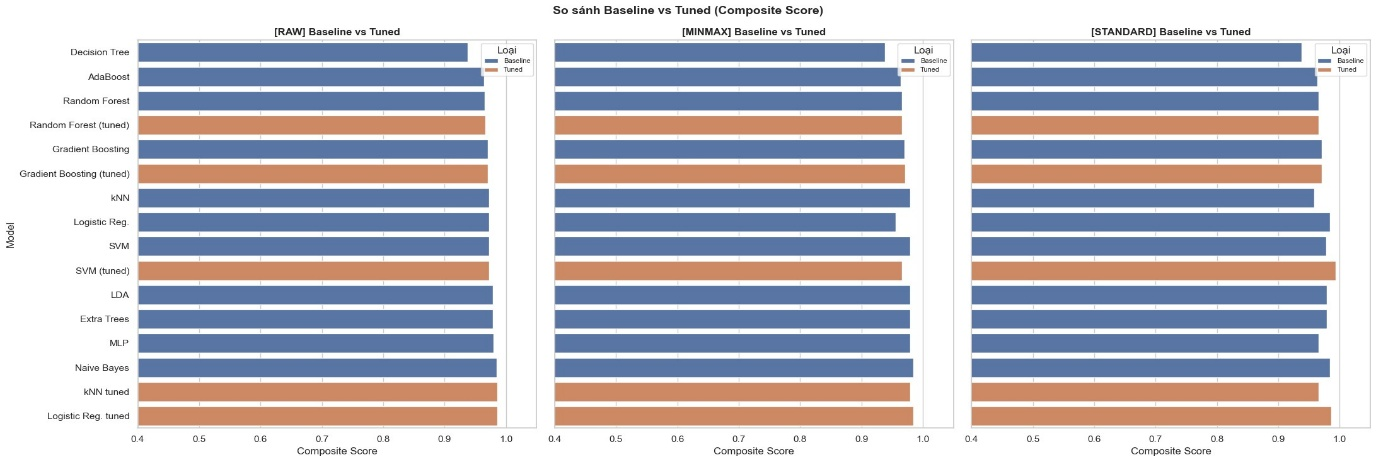 So sánh Baseline vs Tuned (Composite Score)
[RAW] Baseline vs Tuned
Loại
Baseline
Tuned
Model
Decision Tree
AdaBoost
Random Forest
Random Forest (tuned)
Gradient Boosting
Gradient Boosting (tuned)
kNN
Logistic Reg.
SVM
SVM (tuned)
LDA
Extra Trees
MLP
Naive Bayes
kNN tuned
Logistic Reg. tuned
0.4 0.5 0.6 0.7 0.8 0.9 1.0
Composite Score
[MINMAX] Baseline vs Tuned
Loại
Baseline
Tuned
0.4 0.5 0.6 0.7 0.8 0.9 1.0
Composite Score
[STANDARD] Baseline vs Tuned
Loại
Baseline
Tuned
0.4 0.5 0.6 0.7 0.8 0.9 1.0
Composite Score